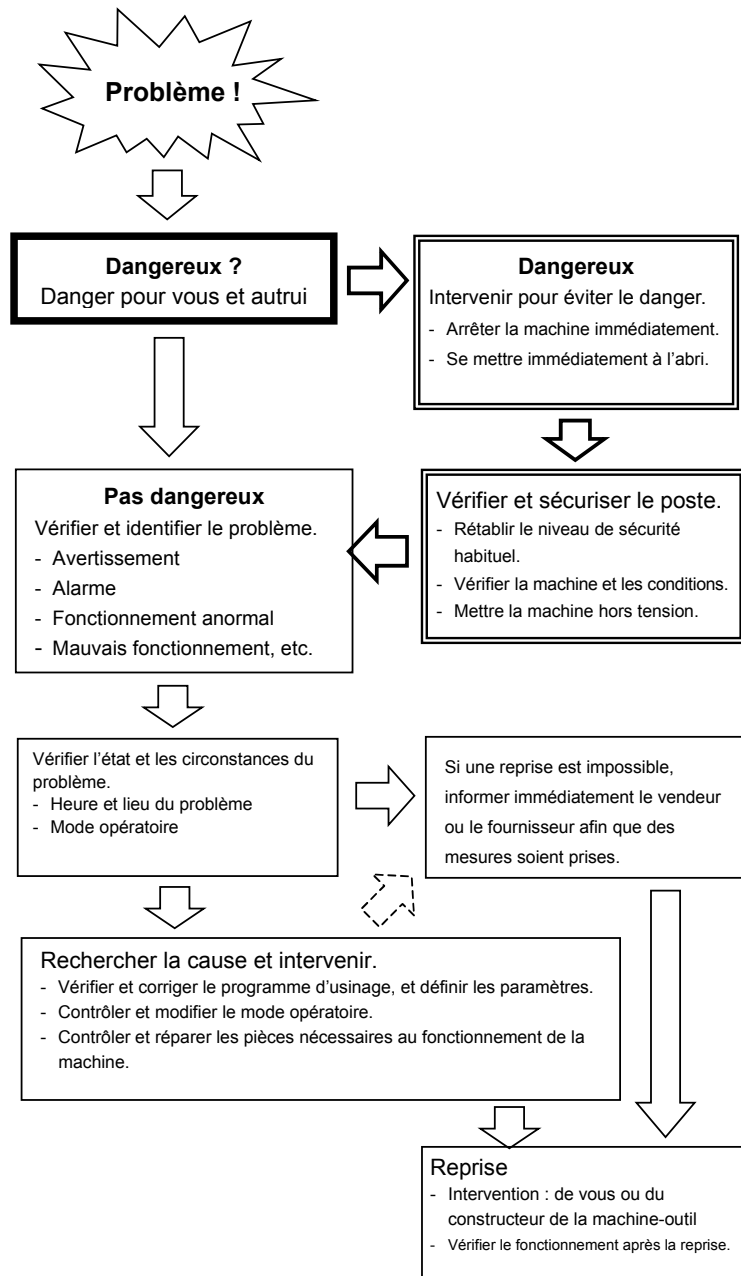 Problème !
Dangereux ?
Danger pour vous et autrui
Dangereux
Intervenir pour éviter le danger.
- Arrêter la machine immédiatement.
- Se mettre immédiatement à l'abri.
Vérifier et sécuriser le poste.
- Rétablir le niveau de sécurité
habituel.
- Vérifier la machine et les conditions.
- Mettre la machine hors tension.
Pas dangereux
Vérifier et identifier le problème.
- Avertissement
- Alarme
- Fonctionnement anormal
- Mauvais fonctionnement, etc.
Vérifier l'état et les circonstances du
problème.
- Heure et lieu du problème
- Mode opératoire
Si une reprise est impossible,
informer immédiatement le vendeur
ou le fournisseur afin que des
mesures soient prises.
Rechercher la cause et intervenir.
- Vérifier et corriger le programme d'usinage, et définir les paramètres.
- Contrôler et modifier le mode opératoire.
- Contrôler et réparer les pièces nécessaires au fonctionnement de la
machine.
Reprise
- Intervention : de vous ou du
constructeur de la machine-outil
- Vérifier le fonctionnement après la reprise.